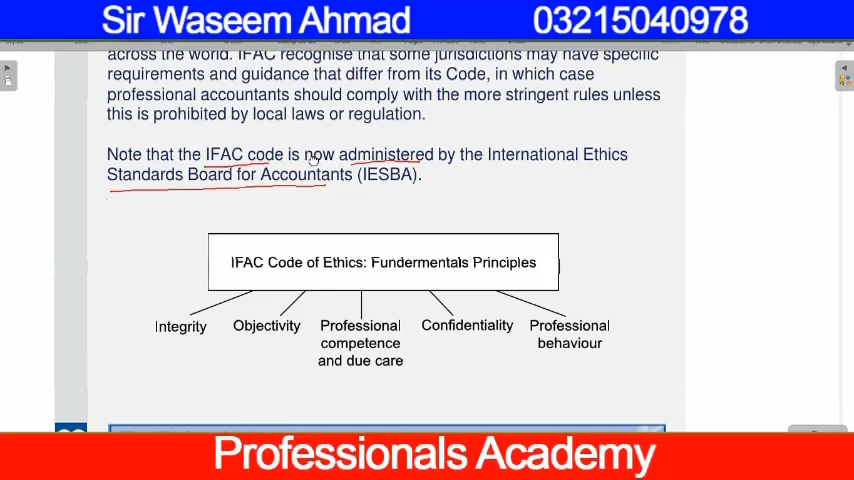 Sir Waseem Ahmad 03215040978
across the world. IFAC recognise that some jurisdictions may have specific
requirements and guidance that differ from its Code, in which case
professional accountants should comply with the more stringent rules unless
this is prohibited by local laws or regulation.
Note that the IFAC code is now administered by the International Ethics
Standards Board for Accountants (IESBA).
IFAC Code of Ethics: Fundermentals Principles
Integrity
Objectivity
Professional
competence
and due care
Confidentiality
Professional
behaviour
Professionals Academy